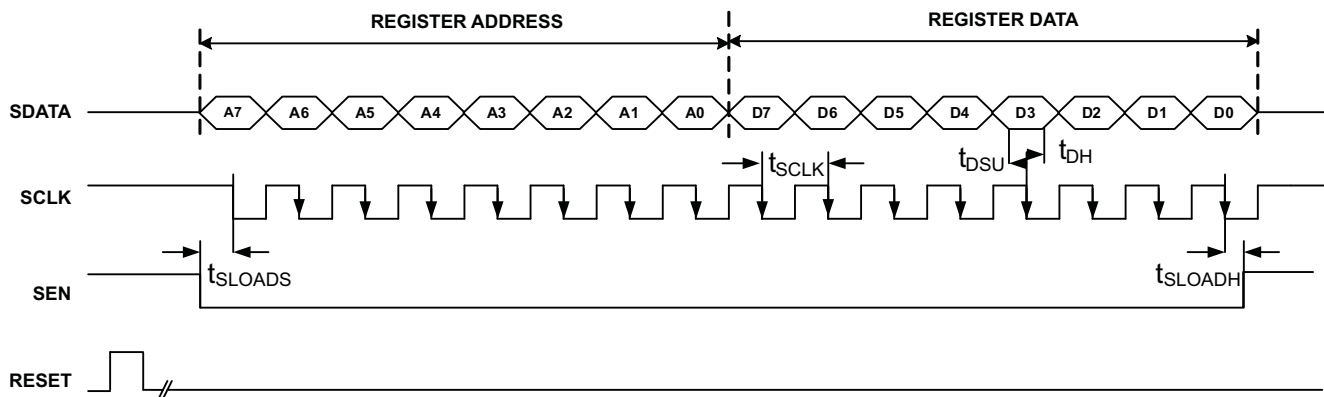 REGISTER ADDRESS
REGISTER DATA
SDATA
A7 A6 A5 A4 A3 A2 A1 A0 D7 D6 D5 D4 D3 D2 D1 D0
tSCLK
tDSU
tDH
SCLK
tSLOADS
tSLOADH
SEN
RESET